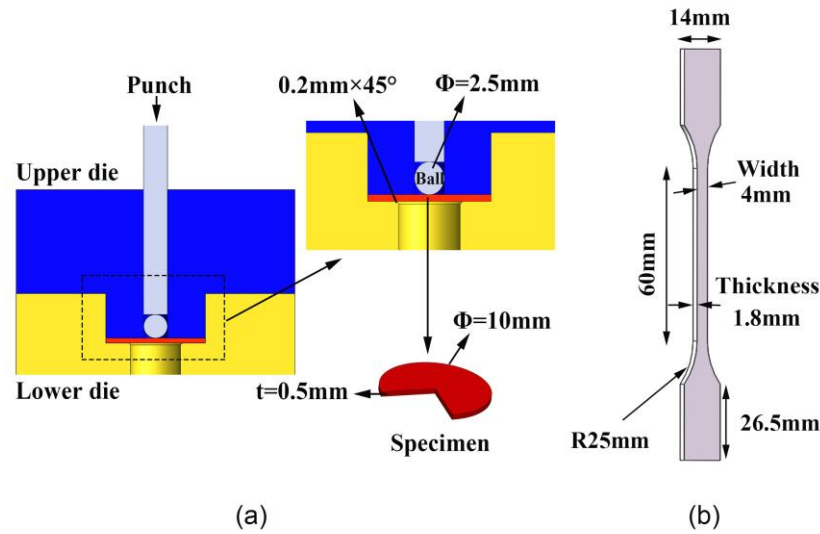 Punch
Upper die
Lower die
0.2mm×45°
Φ=2.5mm
Ball
Φ=10mm
t=0.5mm
Specimen
(a)
14mm
Width
4mm
60mm
Thickness
1.8mm
R25mm
26.5mm
(b)